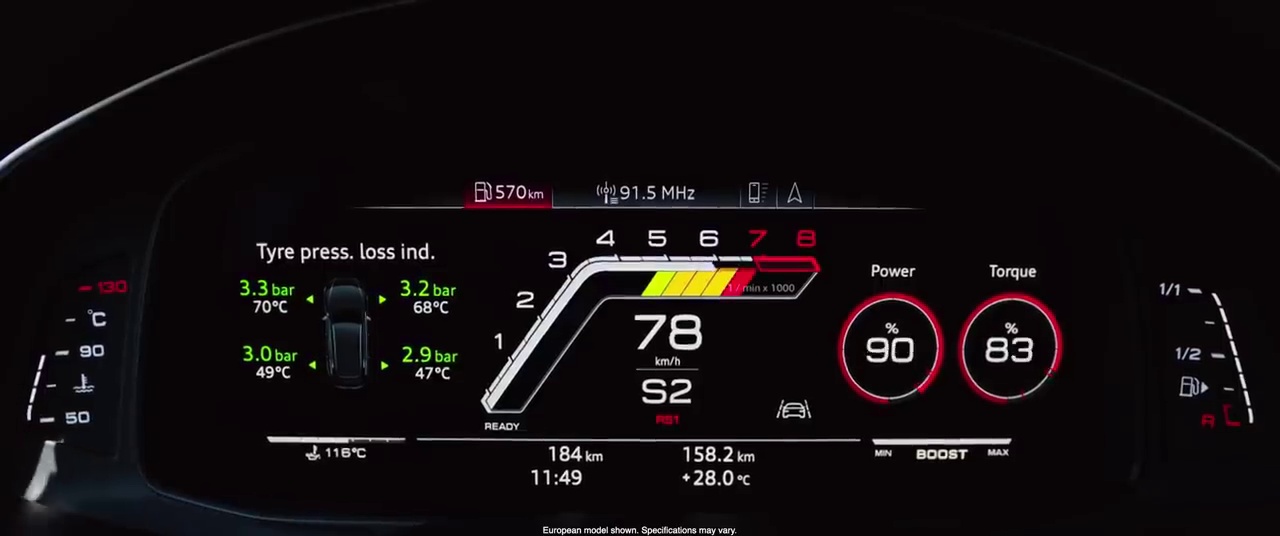 570 km
91.5 MHz
Tyre press. loss ind.
3.3 bar
70°C
3.2 bar
68°C
3.0 bar
49°C
2.9 bar
47°C
130
°C
90
50
1
2
3
4
5
6
7
8
1 / min x 1000
78
km/h
S2
RS1
READY
Power
%
90
Torque
%
83
1/1
1/2
R
116°C
184 km
158.2 km
11:49
+28.0 °C
MIN
BOOST
MAX
European model shown. Specifications may vary.